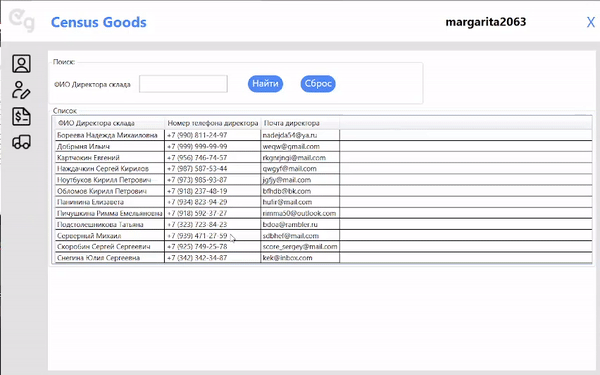 Census Goods
margarita2063
X
Поиск:
ФИО Директора склада
Найти
Сброс
Список
ФИО Директора склада Номер телефона директора Почта директора
Бореева Надежда Михаиловна +7 (990) 811-24-97 nadejda54@ya.ru
Добрыня Ильич +7 (999) 999-99-99 weqw@gmail.com
Картчокин Евгений +7 (956) 746-74-57 rkgnrjngi@mail.com
Наждачкин Сергей Кирилов +7 (987) 587-53-44 qwgyf@mail.com
Ноутбуков Кирилл Петрович +7 (973) 985-93-87 jgfjy@mail.com
Обломов Кирилл Петрович +7 (918) 237-48-19 bfhdb@bk.com
Панинина Елизавета +7 (934) 823-94-29 hufir@mail.com
Пичушкина Римма Емельяновна +7 (918) 592-37-27 rimma50@outlook.com
Подстолешникова Татьяна +7 (323) 723-84-23 bdoa@rambler.ru
Серверный Михаил +7 (939) 471-27-59 sdbhef@mail.com
Скоробин Сергей Сергеевич +7 (925) 749-25-78 score_sergey@mail.com
Снегина Юлия Сергеевна +7 (342) 342-34-87 kek@inbox.com